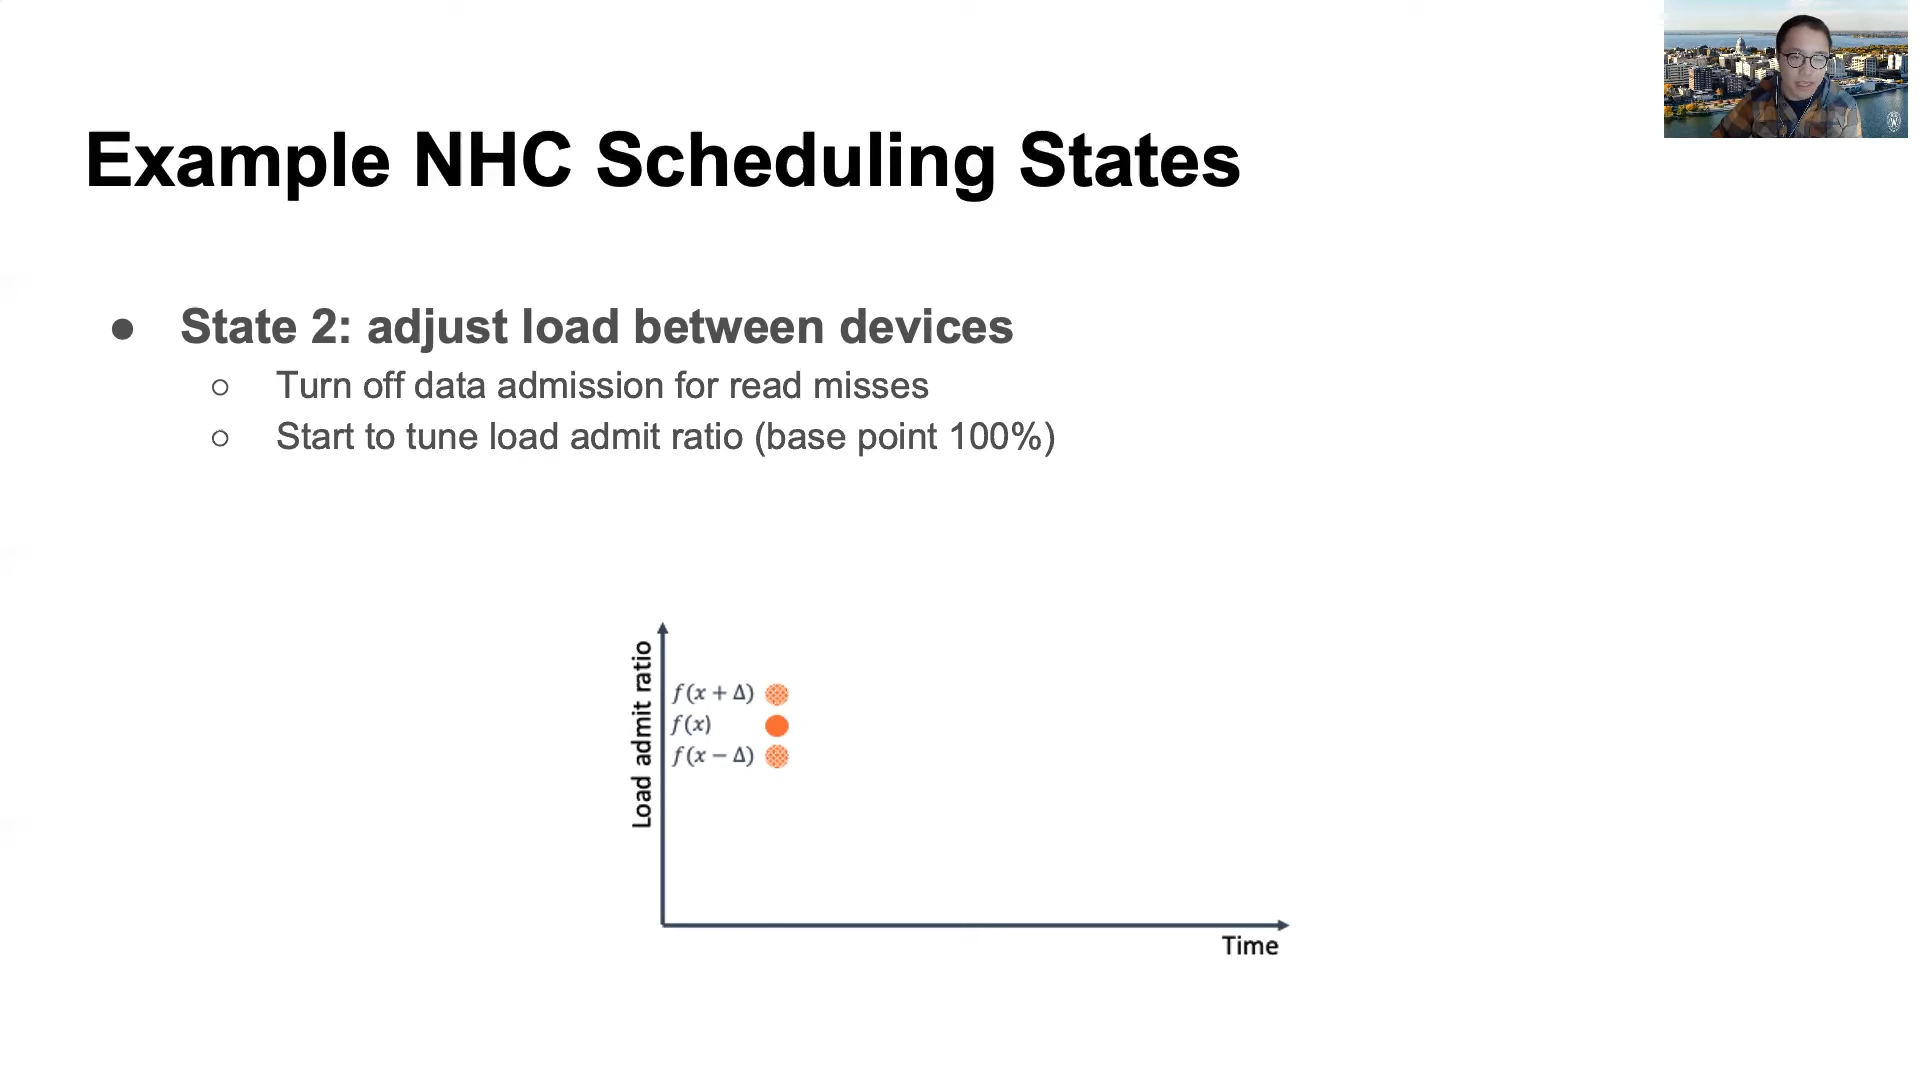 Example NHC Scheduling States
● State 2: adjust load between devices
○ Turn off data admission for read misses
○ Start to tune load admit ratio (base point 100%)
Load admit ratio
f(x + Δ)
f(x)
f(x − Δ)
Time